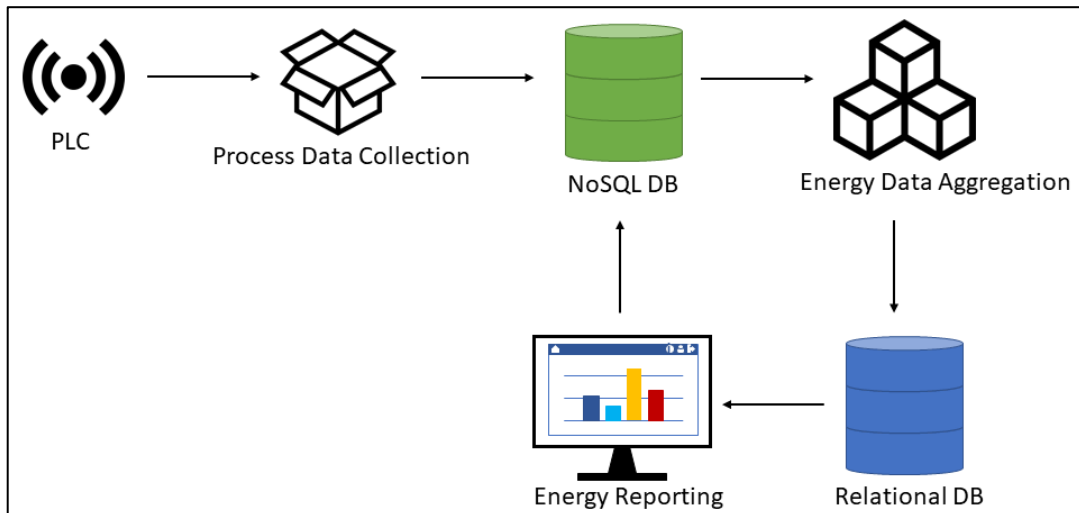 PLC
Process Data Collection
NoSQL DB
Energy Data Aggregation
Energy Reporting
Relational DB